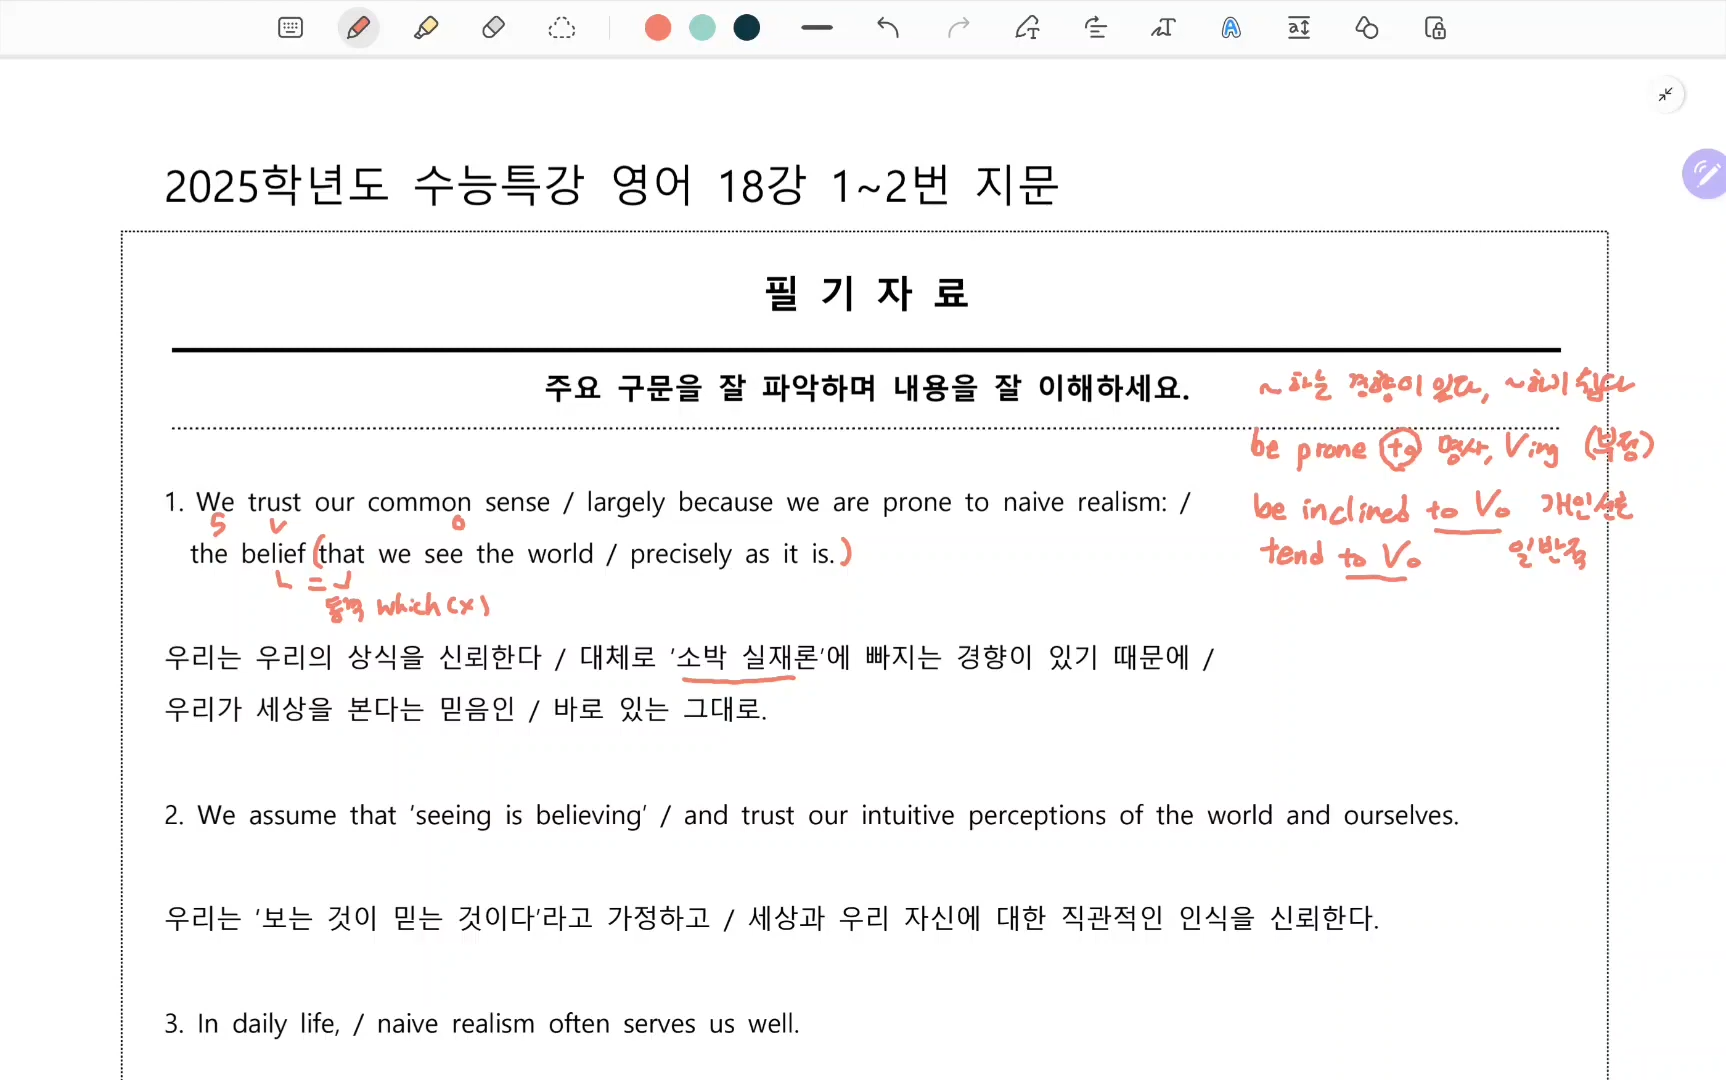 2025학년도 수능특강 영어 18강 1~2번 지문
필 기 자 료
주요 구문을 잘 파악하며 내용을 잘 이해하세요.
~하는 경향이 있다, ~하기 쉽다
be prone to 명사, Ving (부정)
1. We trust our common sense / largely because we are prone to naive realism: /
be inclined to V₀ 개인선호
S V O
the belief (that we see the world / precisely as it is.)
tend to V₀ 일반적
=
동격 which (x)
우리는 우리의 상식을 신뢰한다 / 대체로 '소박 실재론'에 빠지는 경향이 있기 때문에 /
우리가 세상을 본다는 믿음인 / 바로 있는 그대로.
2. We assume that 'seeing is believing' / and trust our intuitive perceptions of the world and ourselves.
우리는 '보는 것이 믿는 것이다'라고 가정하고 / 세상과 우리 자신에 대한 직관적인 인식을 신뢰한다.
3. In daily life, / naive realism often serves us well.